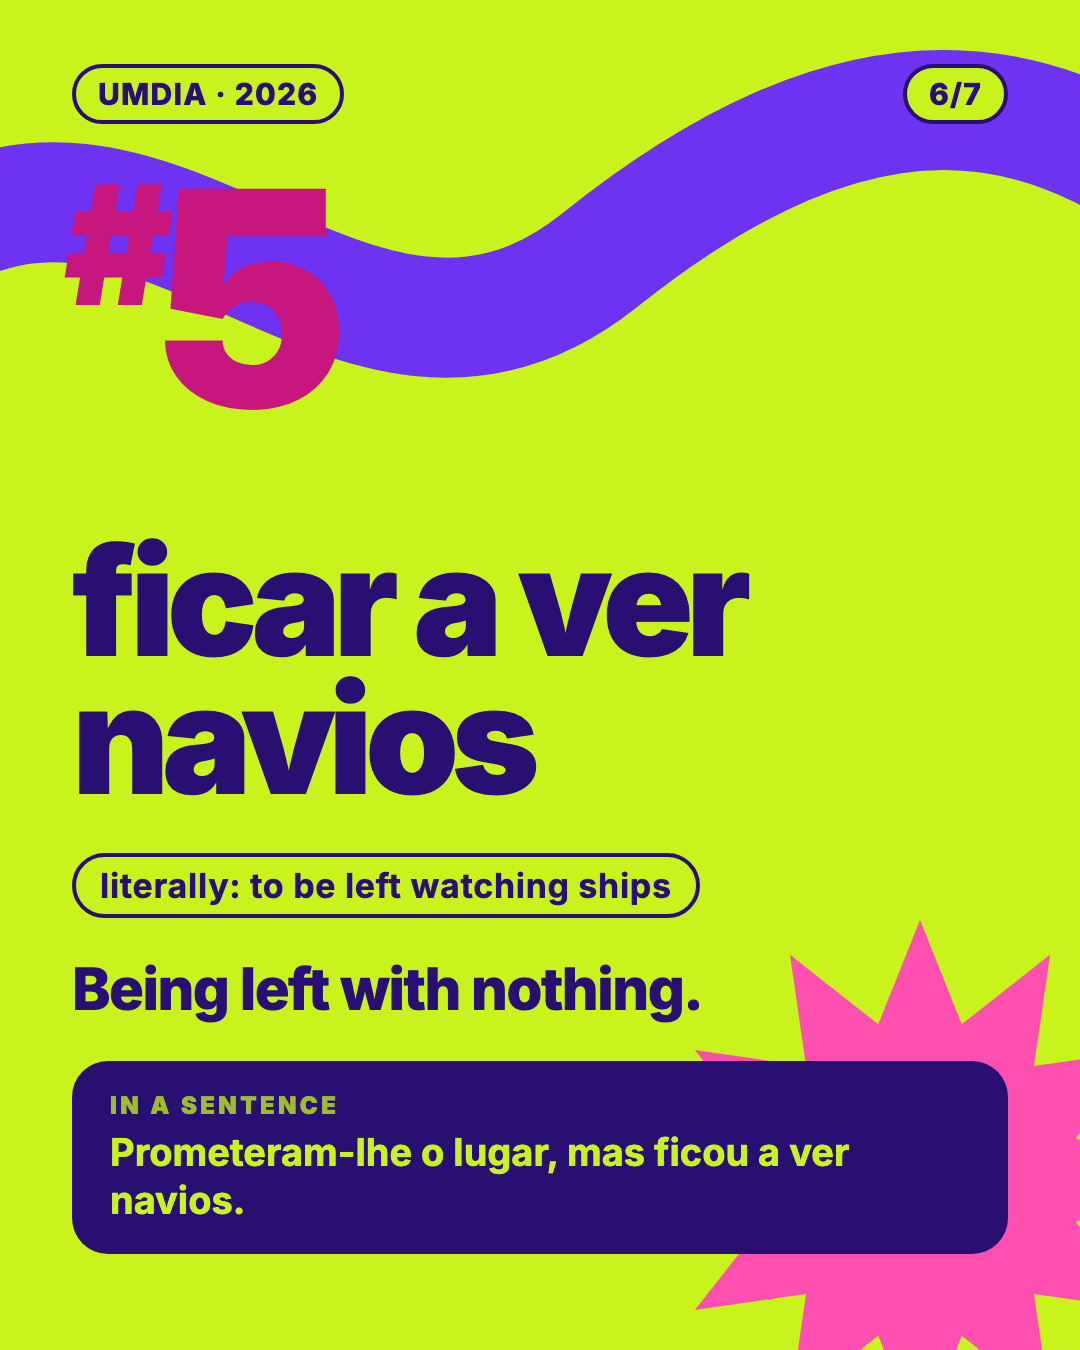 UMDIA · 2026
6/7
#5
ficar a ver
navios
literally: to be left watching ships
Being left with nothing.
IN A SENTENCE
Prometeram-lhe o lugar, mas ficou a ver
navios.